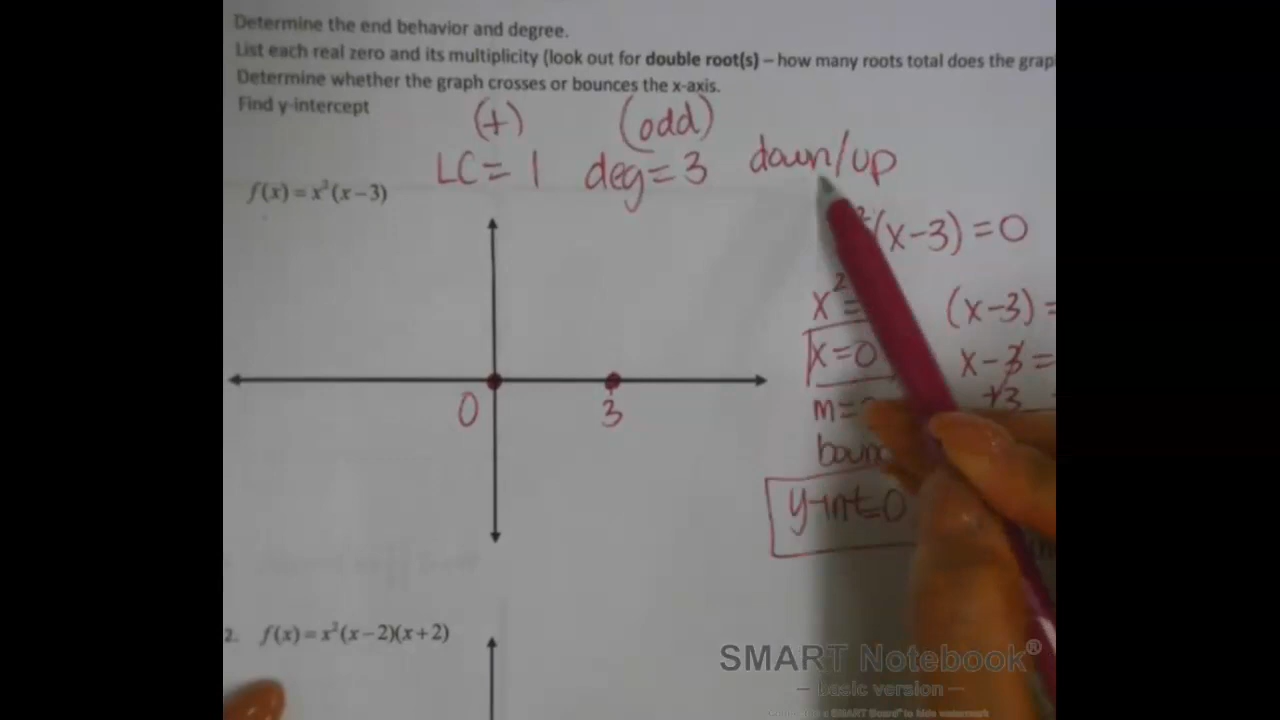 Determine the end behavior and degree.
List each real zero and its multiplicity (look out for double root(s) – how many roots total does the
Determine whether the graph crosses or bounces the x-axis.
Find y-intercept
(+) (odd)
LC = 1 deg = 3 down/up
f(x) = x²(x−3)
(x−3) = 0
x² = (x−3) =
x = 0 x − 3 =
+3
m =
0 3
y-int = 0
2. f(x) = x²(x−2)(x+2)
SMART Notebook®
– basic version –